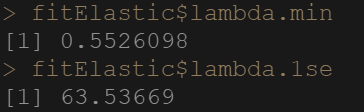 > fitElastic$lambda.min
[1] 0.5526098
> fitElastic$lambda.1se
[1] 63.53669